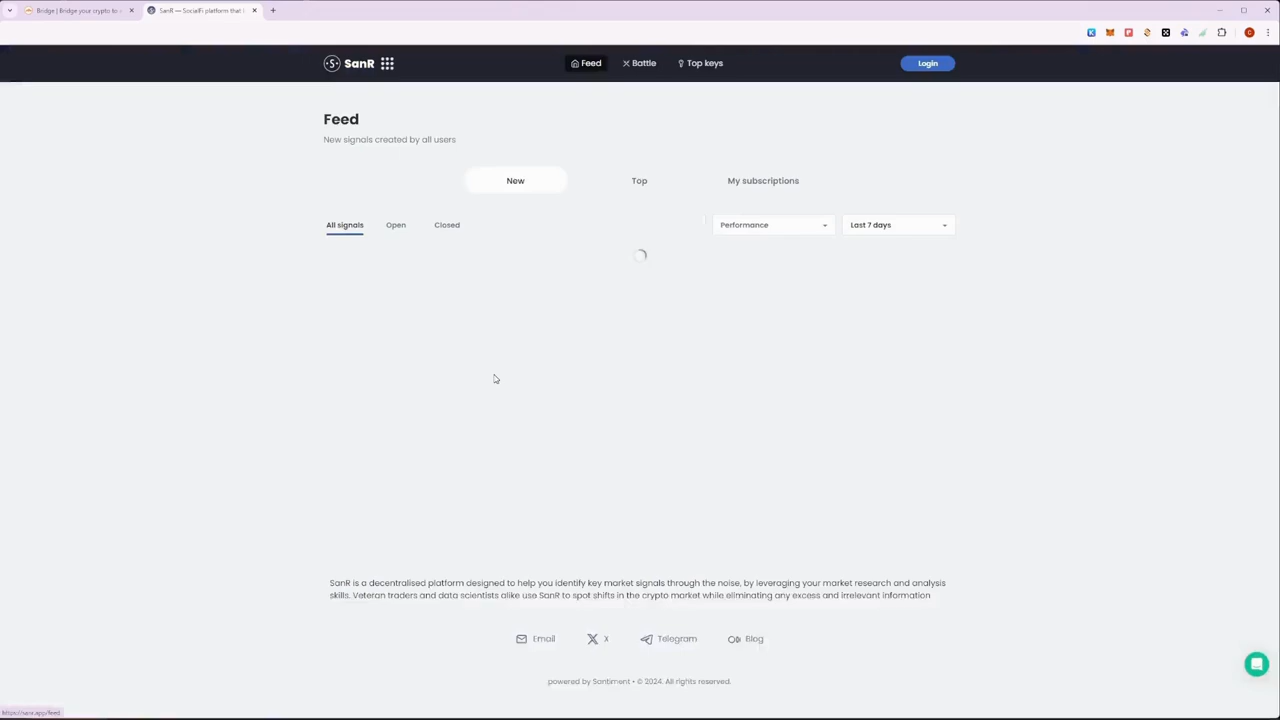 Bridge | Bridge your crypto to
SanR — SocialFi platform that
SanR
Feed
Battle
Top keys
Login
Feed
New signals created by all users
New
Top
My subscriptions
All signals
Open
Closed
Performance
Last 7 days
SanR is a decentralised platform designed to help you identify key market signals through the noise, by leveraging your market research and analysis
skills. Veteran traders and data scientists alike use SanR to spot shifts in the crypto market while eliminating any excess and irrelevant information
Email
X
Telegram
Blog
powered by Santiment • © 2024. All rights reserved.
https://sanr.app/feed